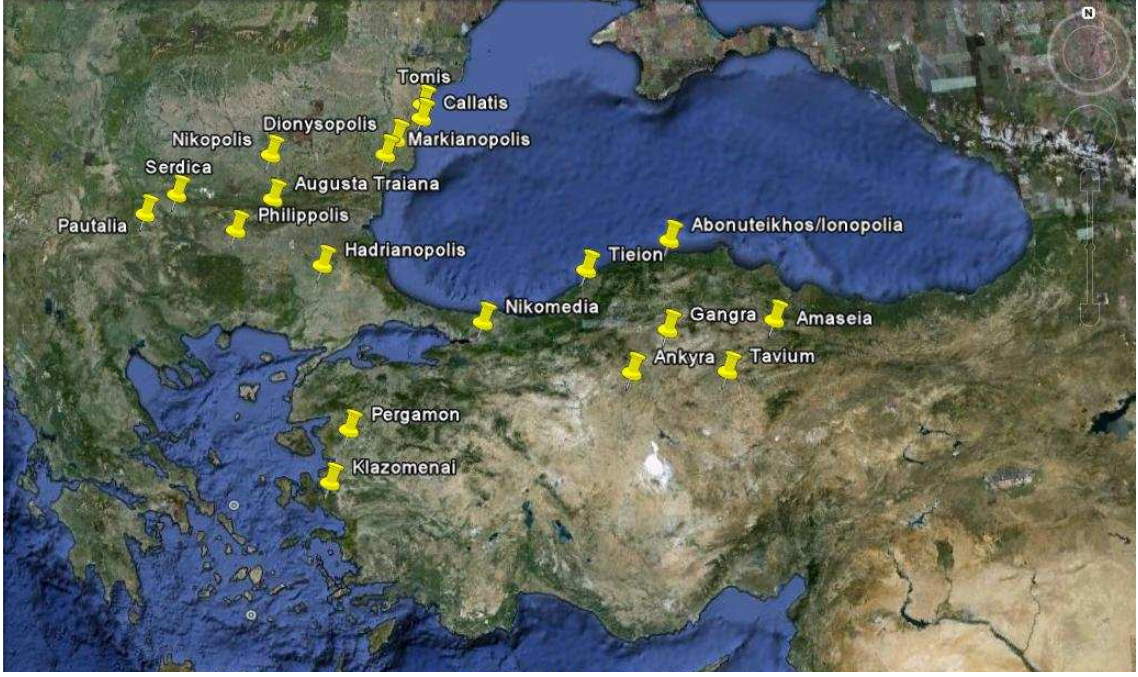 N
Tomis
Callatis
Dionysopolis
Nikopolis
Markianopolis
Serdica
Augusta Traiana
Philippolis
Pautalia
Abonuteikhos/Ionopolia
Hadrianopolis
Tieion
Nikomedia
Gangra
Amaseia
Ankyra
Tavium
Pergamon
Klazomenai